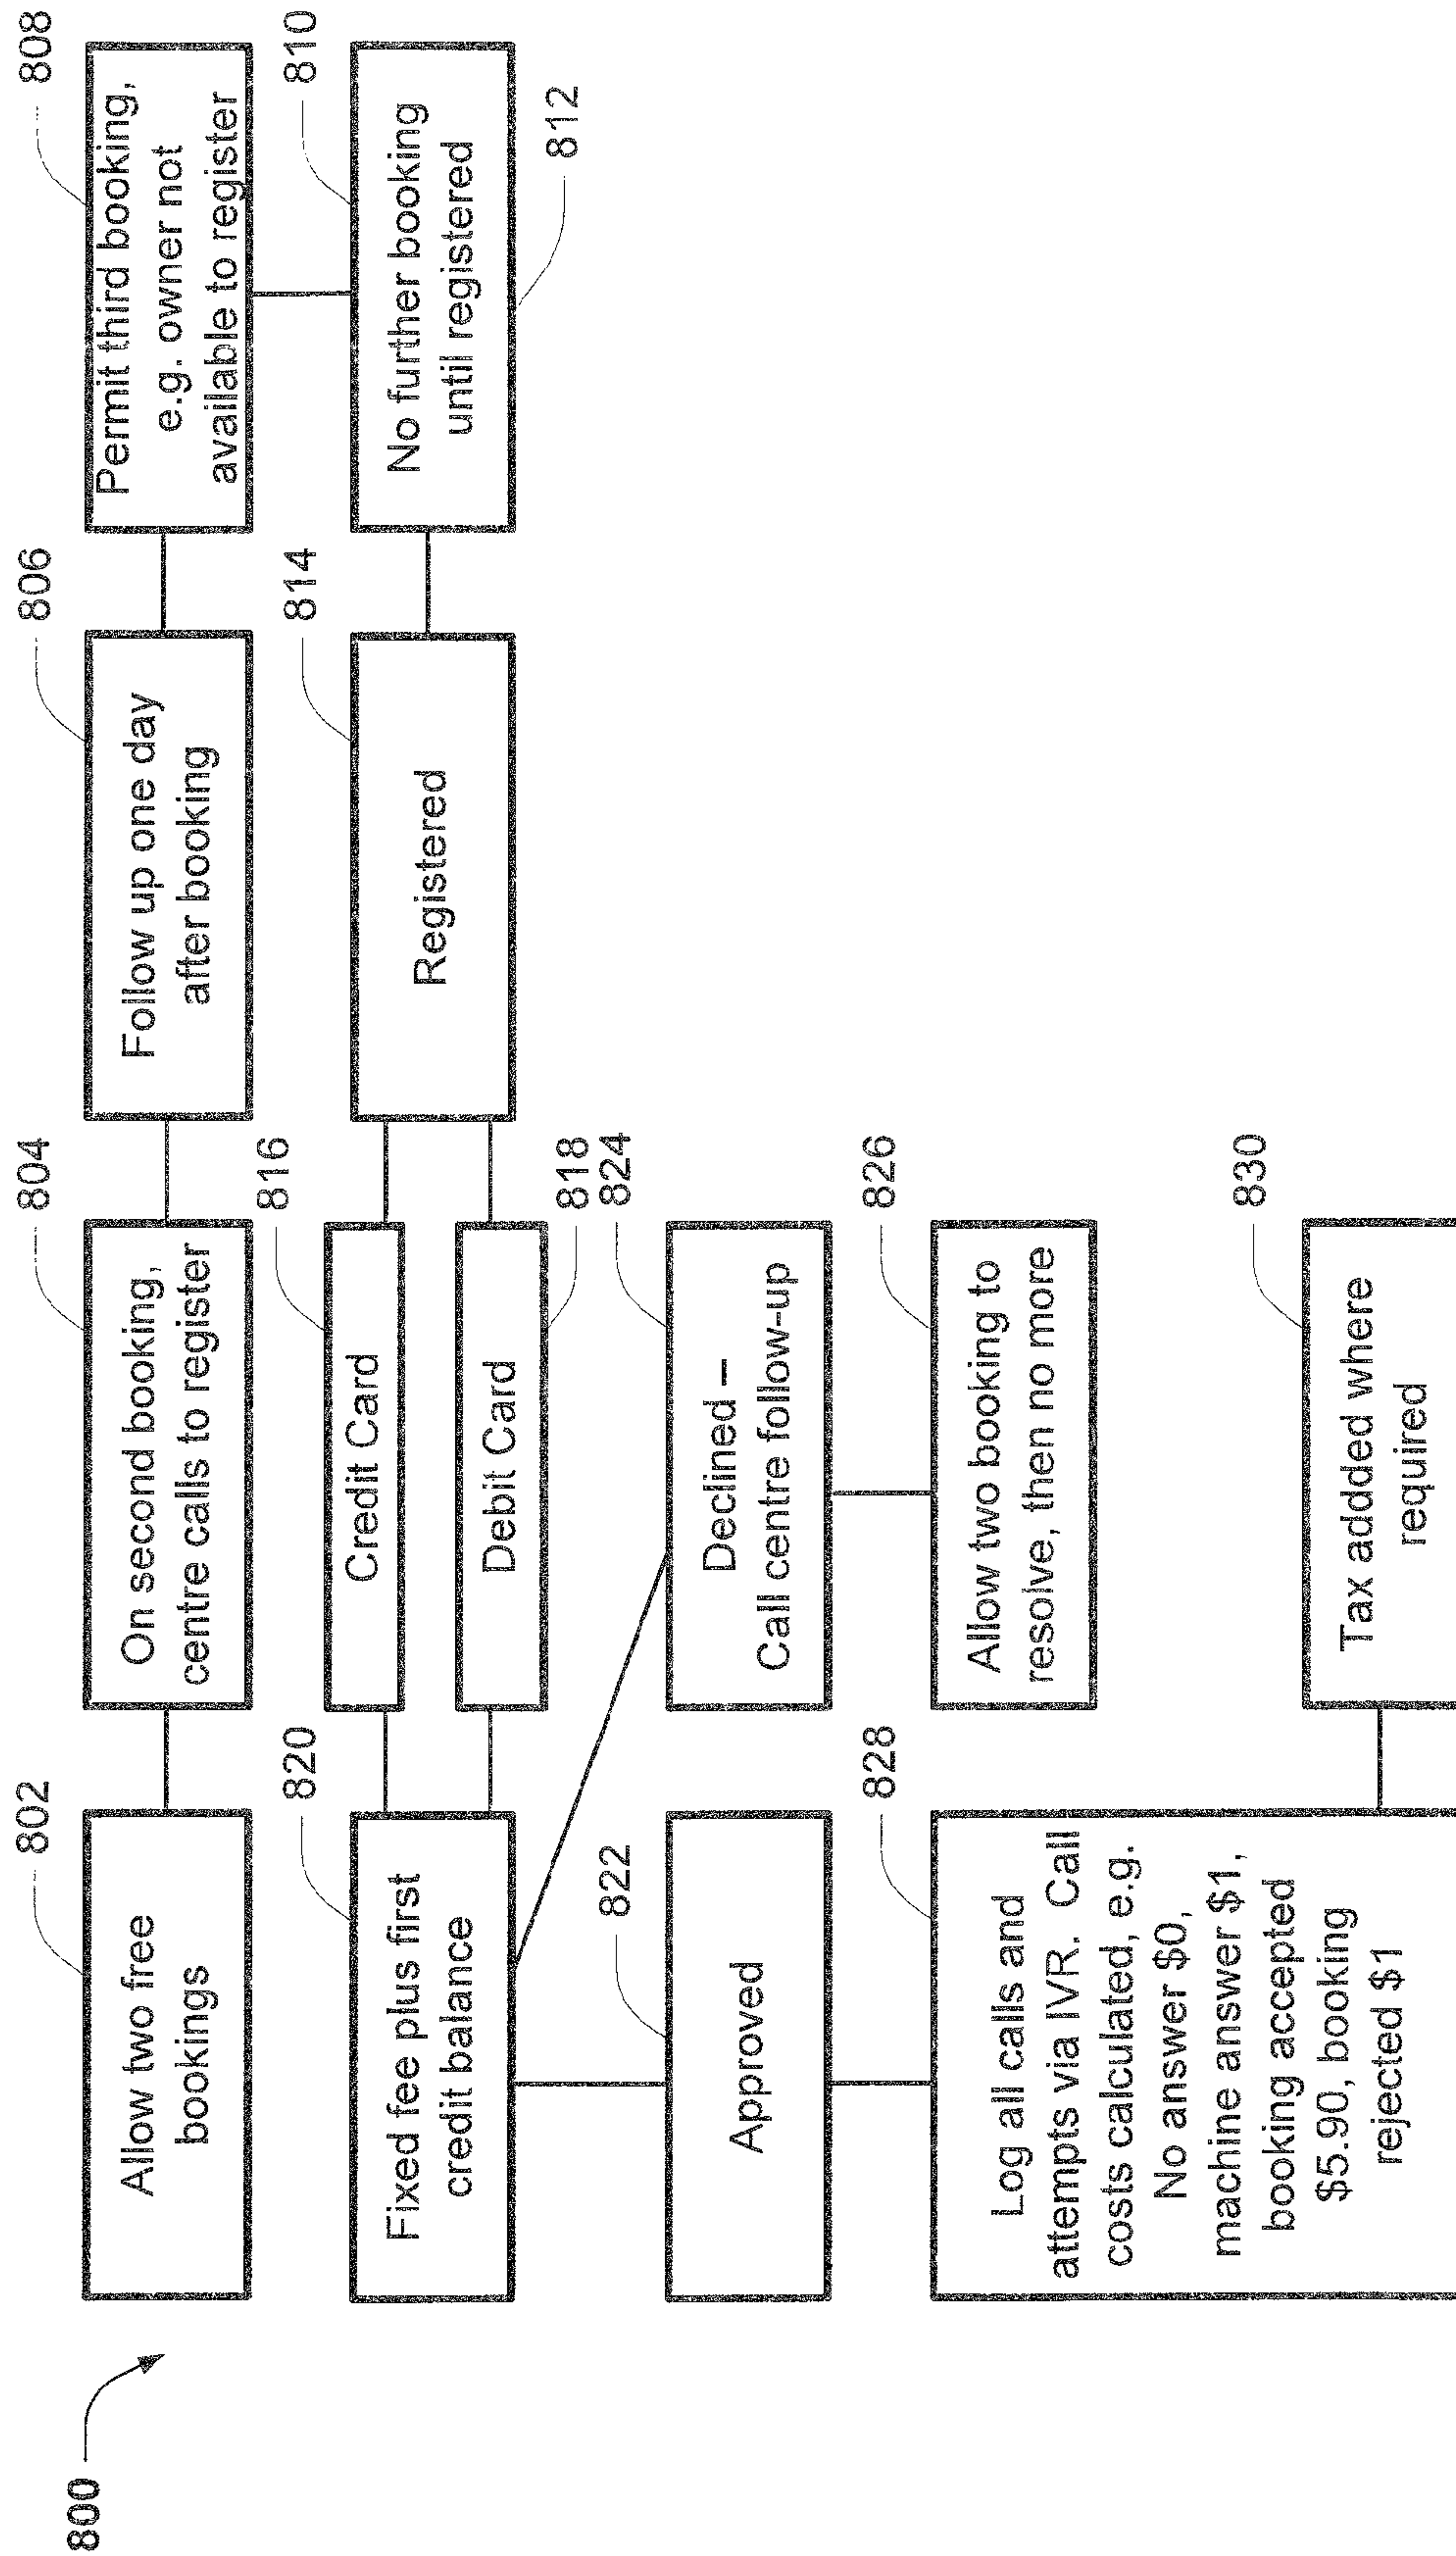 800
802
Allow two free
bookings
804
On second booking,
centre calls to register
806
Follow up one day
after booking
808
Permit third booking,
e.g. owner not
available to register
810
No further booking
until registered
812
814
Registered
816
Credit Card
818
Debit Card
820
Fixed fee plus first
credit balance
822
Approved
824
Declined –
Call centre follow-up
826
Allow two booking to
resolve, then no more
828
Log all calls and
attempts via IVR. Call
costs calculated, e.g.
No answer $0,
machine answer $1,
booking accepted
$5.90, booking
rejected $1
830
Tax addded where
required